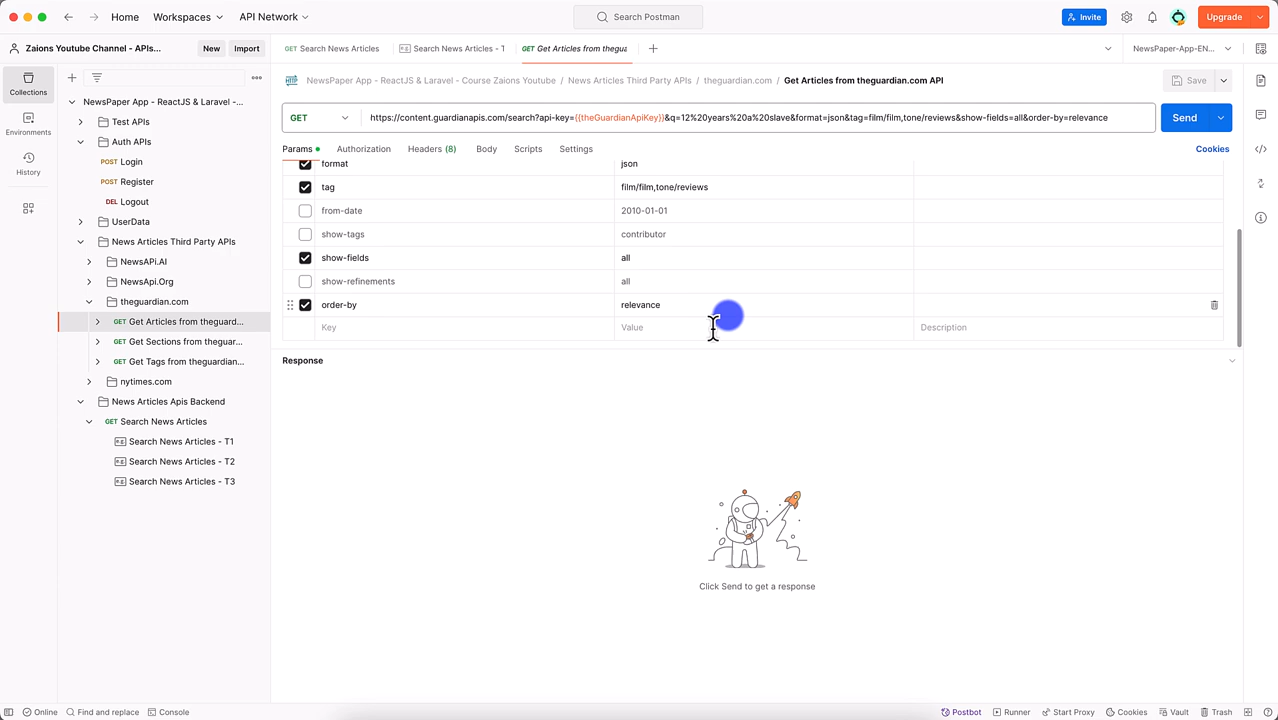 Home
Workspaces
API Network
Search Postman
Invite
Upgrade
Zaions Youtube Channel - APIs...
New
Import
GET Search News Articles
Search News Articles - T
GET Get Articles from thegua
NewsPaper-App-EN...
Collections
Environments
History
NewsPaper App - ReactJS & Laravel -...
Test APIs
Auth APIs
POST Login
POST Register
DEL Logout
UserData
News Articles Third Party APIs
NewsApi.AI
NewsApi.Org
theguardian.com
GET Get Articles from theguard...
GET Get Sections from theguar...
GET Get Tags from theguardian...
nytimes.com
News Articles Apis Backend
GET Search News Articles
Search News Articles - T1
Search News Articles - T2
Search News Articles - T3
HTTP NewsPaper App - ReactJS & Laravel - Course Zaions Youtube / News Articles Third Party APIs / theguardian.com / Get Articles from theguardian.com API
Save
GET
https://content.guardianapis.com/search?api-key={{theGuardianApiKey}}&q=12%20years%20a%20slave&format=json&tag=film/film,tone/reviews&show-fields=all&order-by=relevance
Send
Params
Authorization
Headers (8)
Body
Scripts
Settings
Cookies
format json
tag film/film,tone/reviews
from-date 2010-01-01
show-tags contributor
show-fields all
show-refinements all
order-by relevance
Key Value Description
Response
Click Send to get a response
Online
Find and replace
Console
Postbot
Runner
Start Proxy
Cookies
Vault
Trash